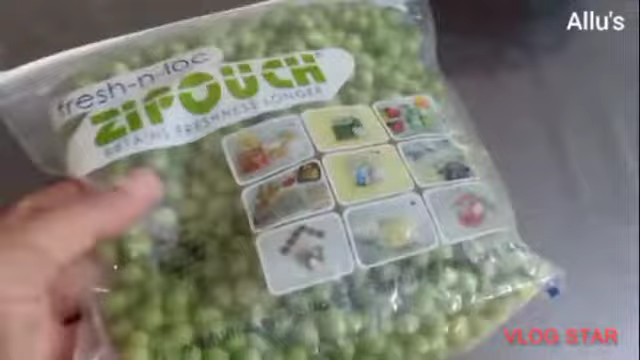 Allu's
fresh-n-loc
ZIPOUCH
RETAINS FRESHNESS LONGER
VLOG STAR